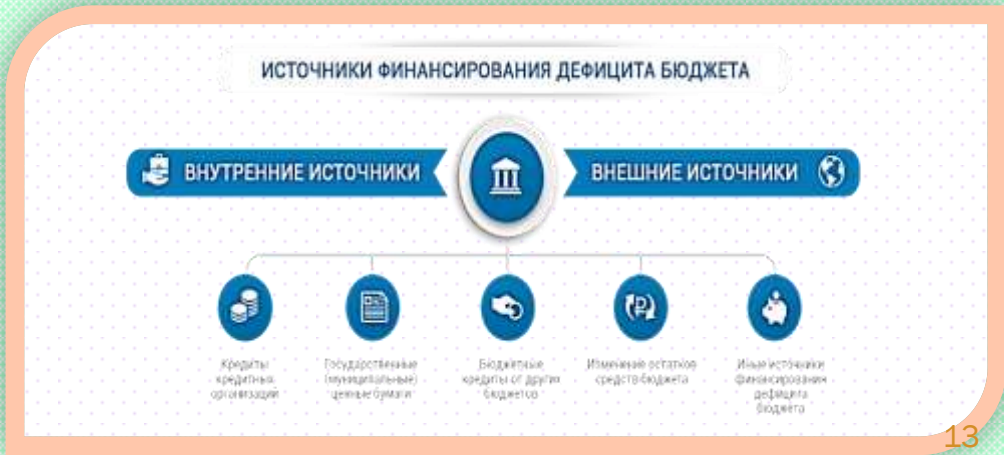 ИСТОЧНИКИ ФИНАНСИРОВАНИЯ ДЕФИЦИТА БЮДЖЕТА
ВНУТРЕННИЕ ИСТОЧНИКИ
ВНЕШНИЕ ИСТОЧНИКИ
Кредиты
кредитных
организаций
Государственные
(муниципальные)
ценные бумаги
Бюджетные
кредиты от других
бюджетов
Изменение остатков
средств бюджета
Иные источники
финансирования
дефицита
бюджета
13